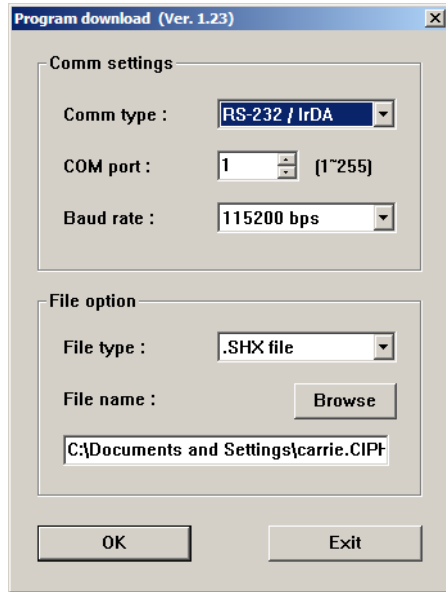 Program download (Ver. 1.23)
Comm settings
Comm type : RS-232 / IrDA
COM port : 1 (1~255)
Baud rate : 115200 bps
File option
File type : .SHX file
File name : Browse
C:\Documents and Settings\carrie.CIPH
OK Exit